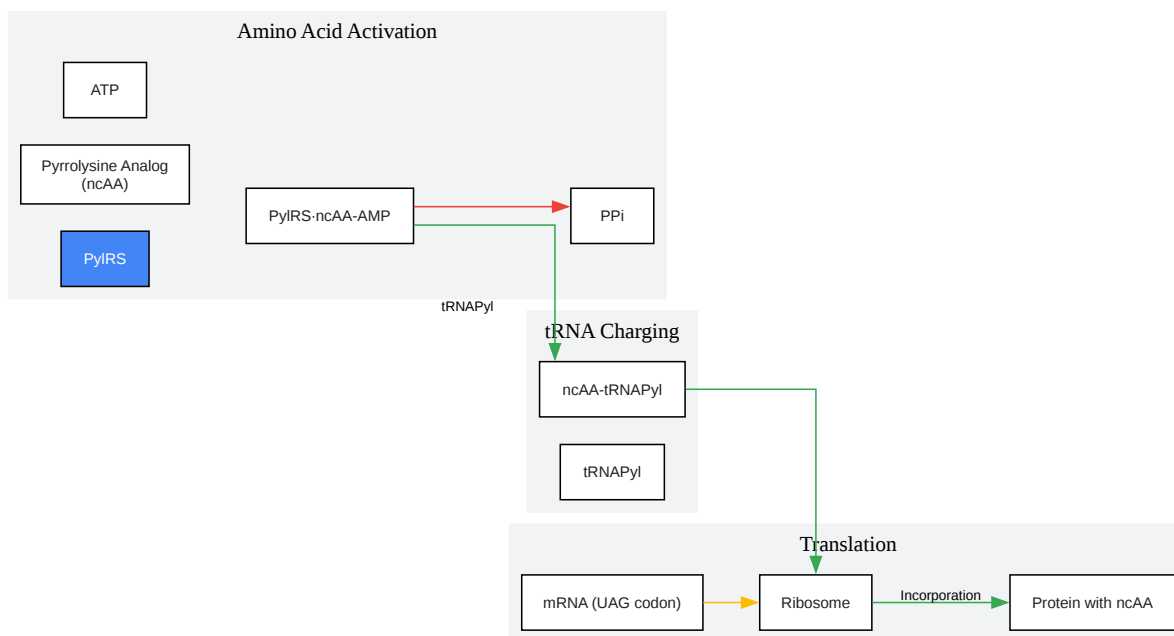 Amino Acid Activation
ATP
Pyrrolysine Analog
(ncAA)
PylRS·ncAA-AMP
PPi
PylRS
tRNAPyl
tRNA Charging
ncAA-tRNAPyl
tRNAPyl
Translation
mRNA (UAG codon)
Ribosome
Incorporation
Protein with ncAA